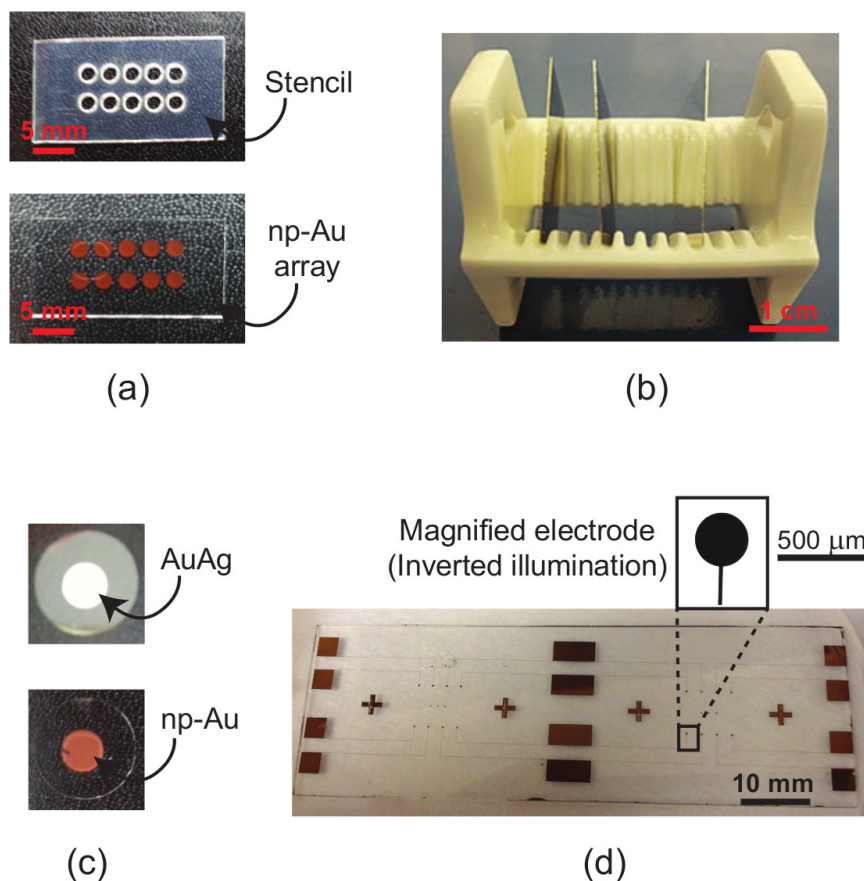 Stencil
5 mm
np-Au
array
5 mm
(a)
1 cm
(b)
AuAg
np-Au
(c)
Magnified electrode
(Inverted illumination)
500 μm
10 mm
(d)